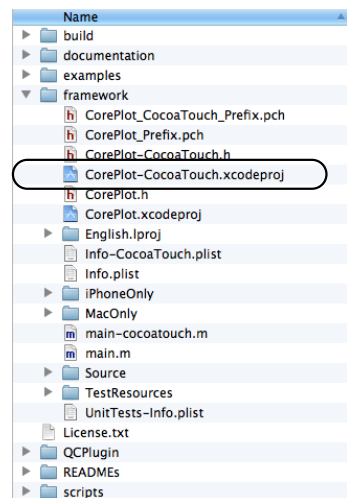 Name
build
documentation
examples
framework
CorePlot_CocoaTouch_Prefix.pch
CorePlot_Prefix.pch
CorePlot-CocoaTouch.h
CorePlot-CocoaTouch.xcodeproj
CorePlot.h
CorePlot.xcodeproj
English.lproj
Info-CocoaTouch.plist
Info.plist
iPhoneOnly
MacOnly
main-cocoatouch.m
main.m
Source
TestResources
UnitTests-Info.plist
License.txt
QCPlugin
READMEs
scripts